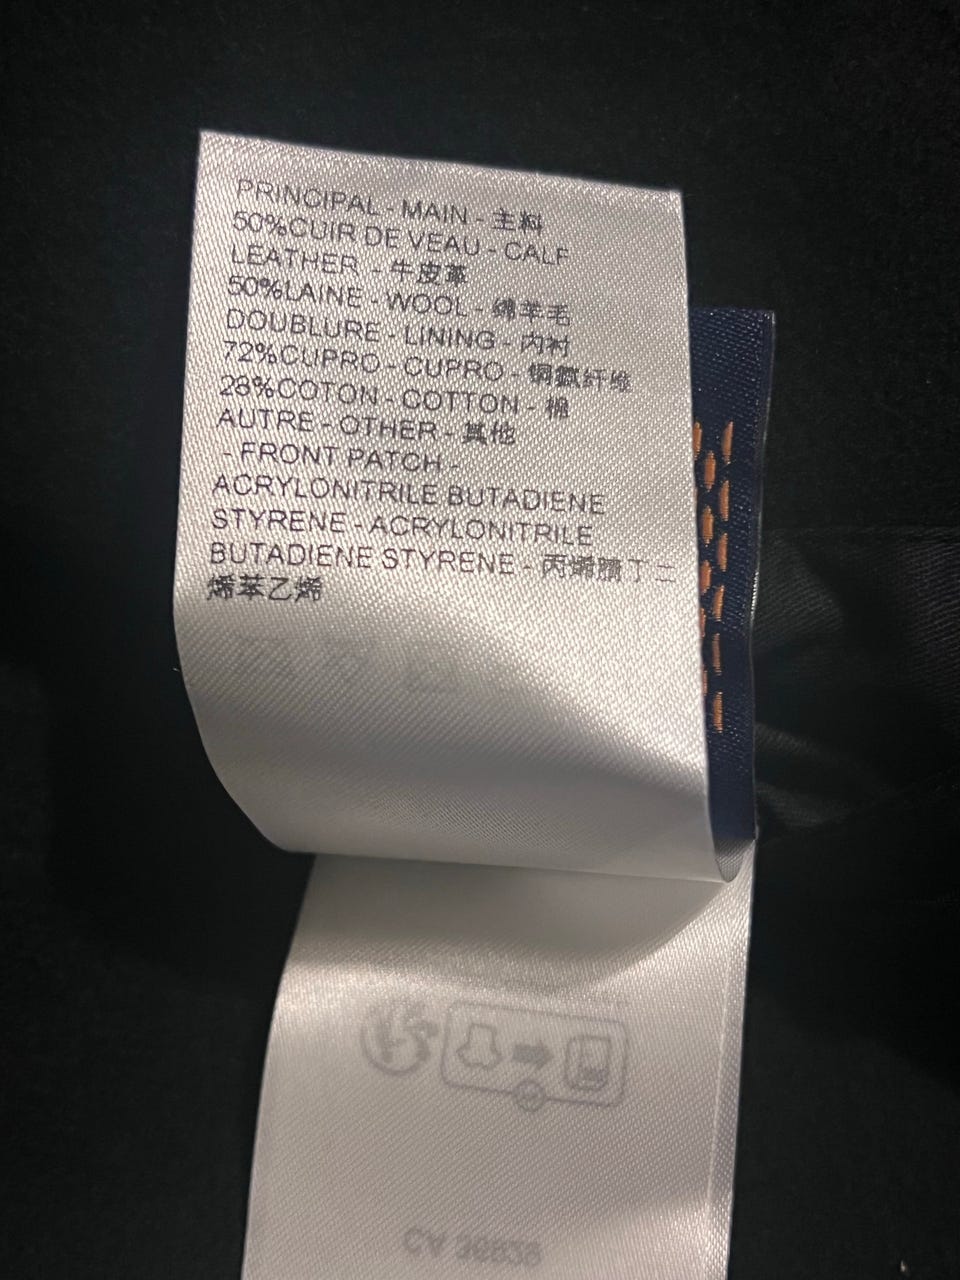 PRINCIPAL - MAIN - 主料
50%CUIR DE VEAU - CALF
LEATHER - 牛皮革
50%LAINE - WOOL - 绵羊毛
DOUBLURE - LINING - 内衬
72%CUPRO - CUPRO - 铜氨纤维
28%COTON - COTTON - 棉
AUTRE - OTHER - 其他
- FRONT PATCH -
ACRYLONITRILE BUTADIENE
STYRENE - ACRYLONITRILE
BUTADIENE STYRENE - 丙烯腈丁二
烯苯乙烯